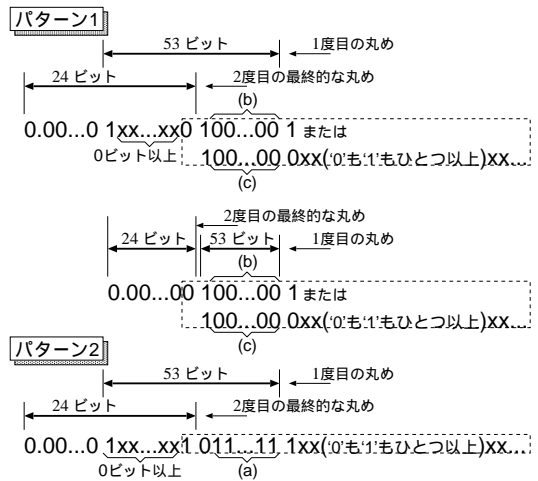 パターン1
53 ビット
1度目の丸め
24 ビット
2度目の最終的な丸め
(b)
0.00...0 1xx...xx0 100...00 1 または
0ビット以上
100...00 0xx('0'も'1'もひとつ以上)xx...
(c)
2度目の最終的な丸め
24 ビット
53 ビット
1度目の丸め
(b)
0.00...00 100...00 1 または
100...00 0xx('0'も'1'もひとつ以上)xx...
(c)
パターン2
53 ビット
1度目の丸め
24 ビット
2度目の最終的な丸め
0.00...0 1xx...xx1 011...11 1xx('0'も'1'もひとつ以上)xx...
0ビット以上
(a)